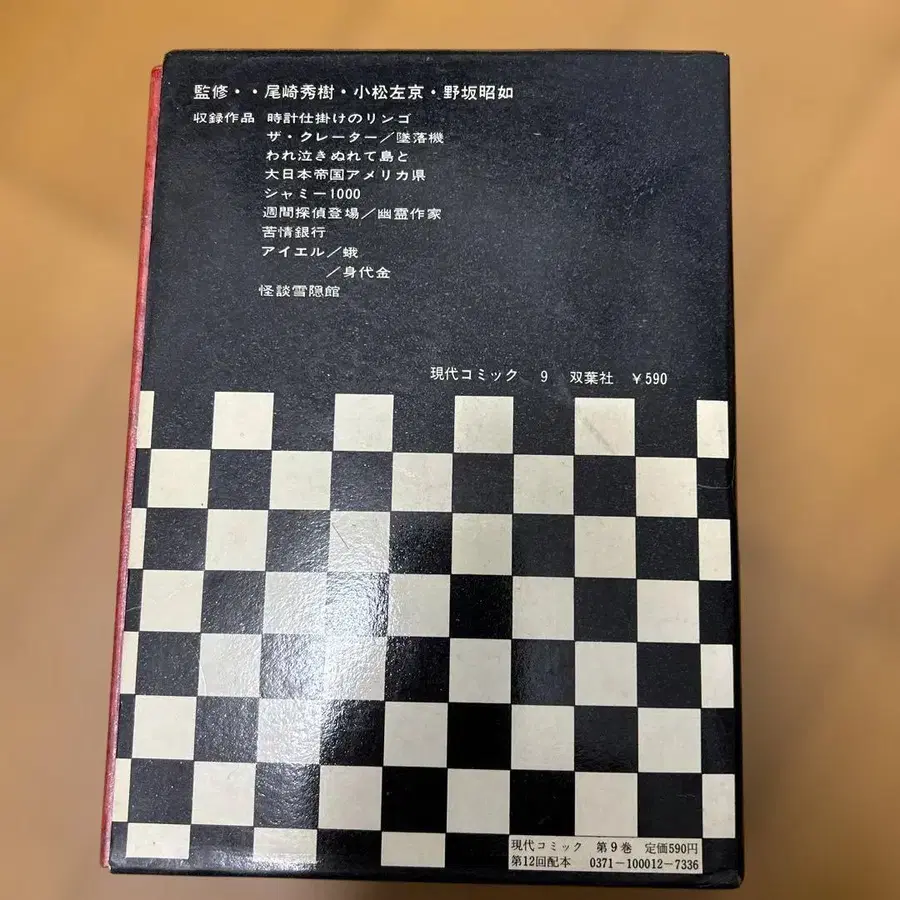 監修・・尾崎秀樹・小松左京・野坂昭如
収録作品 時計仕掛けのリンゴ
ザ・クレーター／墜落機
われ泣きぬれて島と
大日本帝国アメリカ県
シャミー1000
週間探偵登場／幽霊作家
苦情銀行
アイエル／蛾
／身代金
怪談雪隠館
現代コミック 9 双葉社 ￥590
現代コミック 第9巻 定価590円
第12回配本 0371-100012-7336